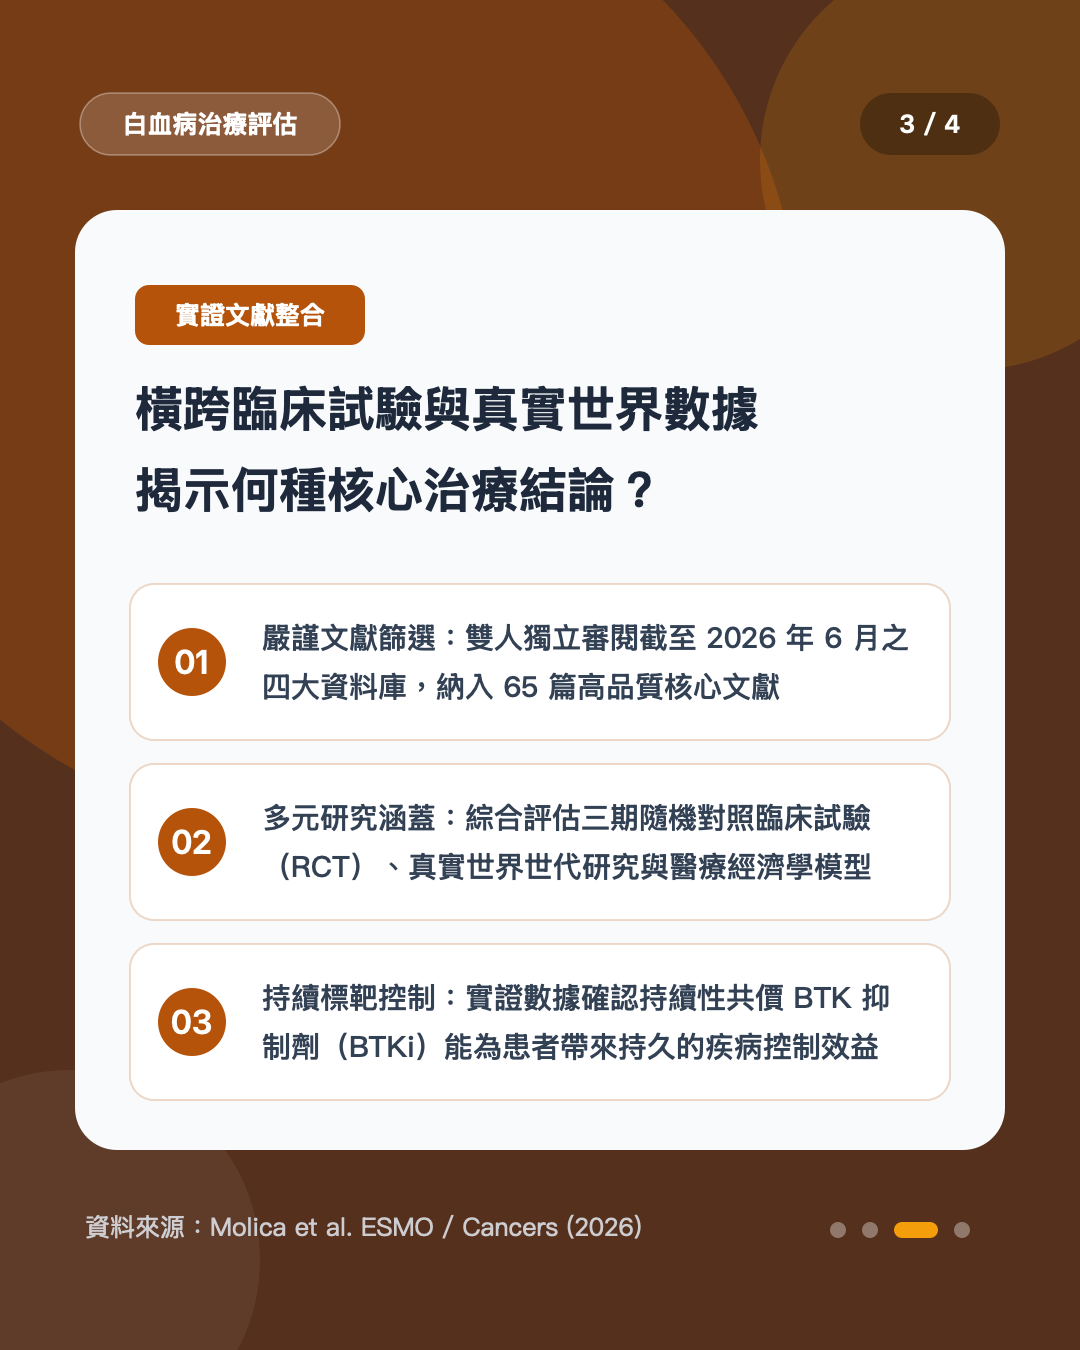 白血病治療評估
3 / 4
實證文獻整合
橫跨臨床試驗與真實世界數據
揭示何種核心治療結論？
01
嚴謹文獻篩選：雙人獨立審閱截至 2026 年 6 月之
四大資料庫，納入 65 篇高品質核心文獻
02
多元研究涵蓋：綜合評估三期隨機對照臨床試驗
（RCT）、真實世界世代研究與醫療經濟學模型
03
持續標靶控制：實證數據確認持續性共價 BTK 抑
制劑（BTKi）能為患者帶來持久的疾病控制效益
資料來源：Molica et al. ESMO / Cancers (2026)